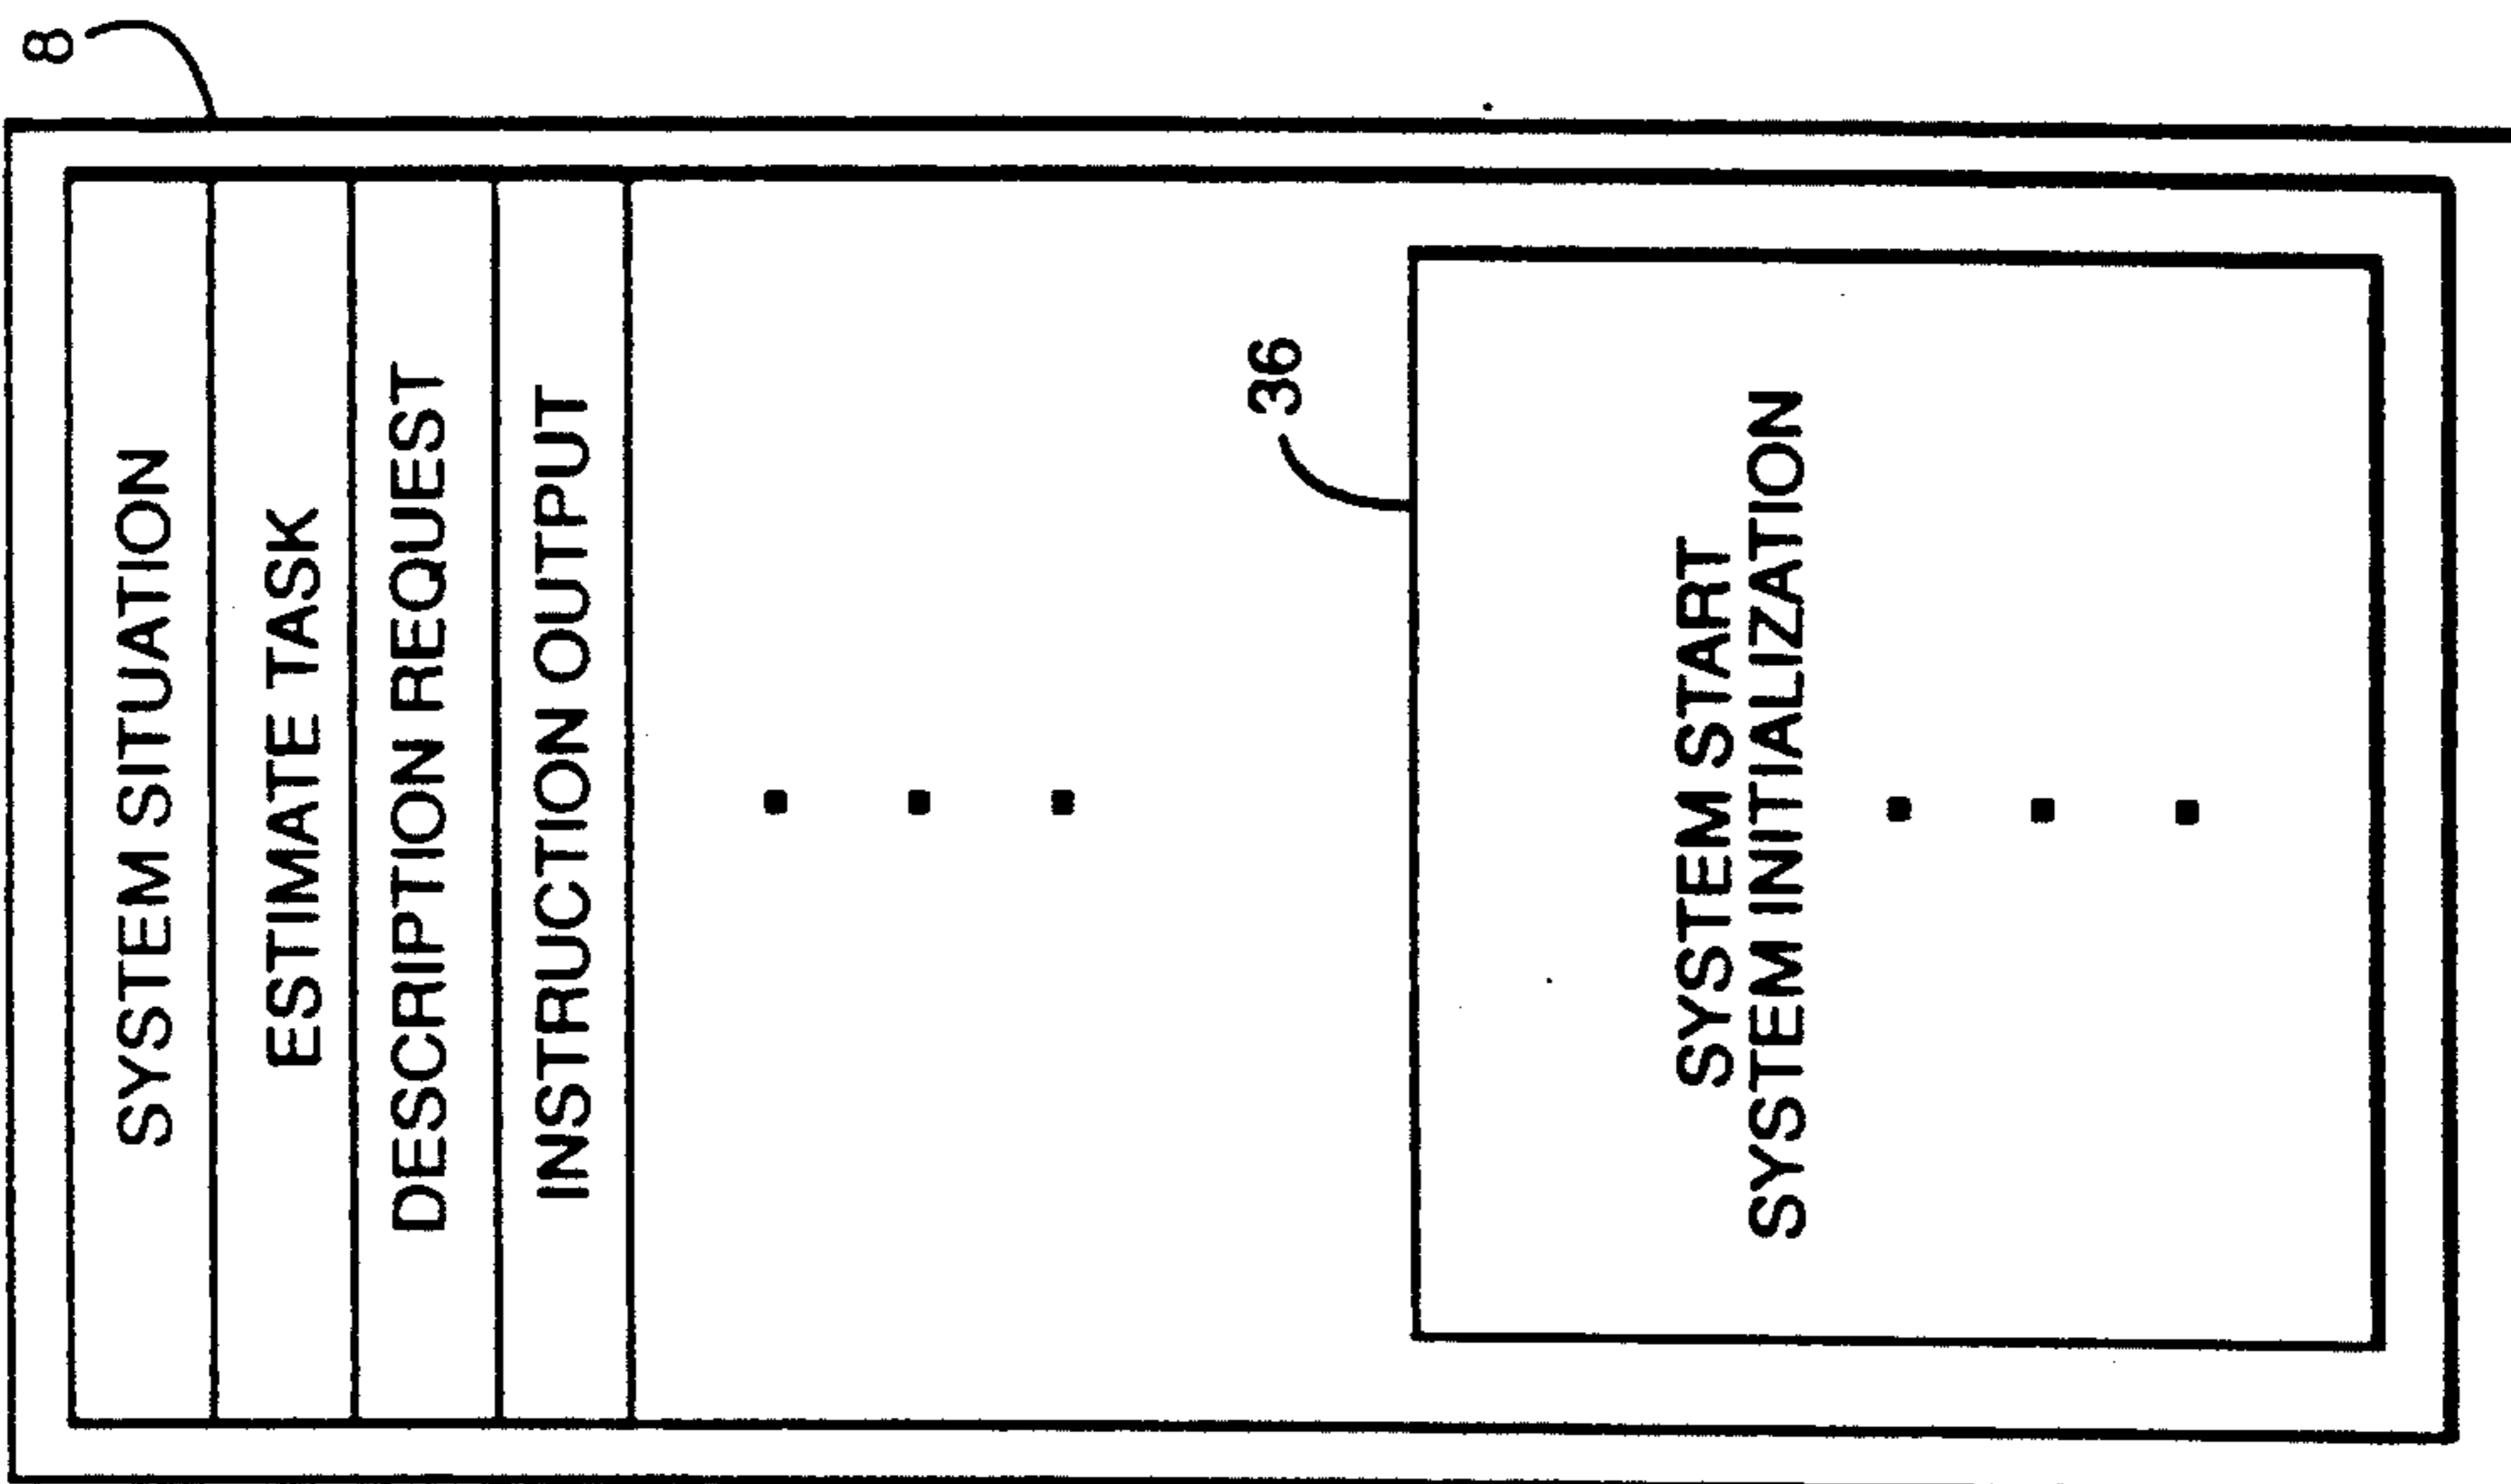 8
SYSTEM SITUATION
ESTIMATE TASK
DESCRIPTION REQUEST
INSTRUCTION OUTPUT
36
SYSTEM START
SYSTEM INITIALIZATION